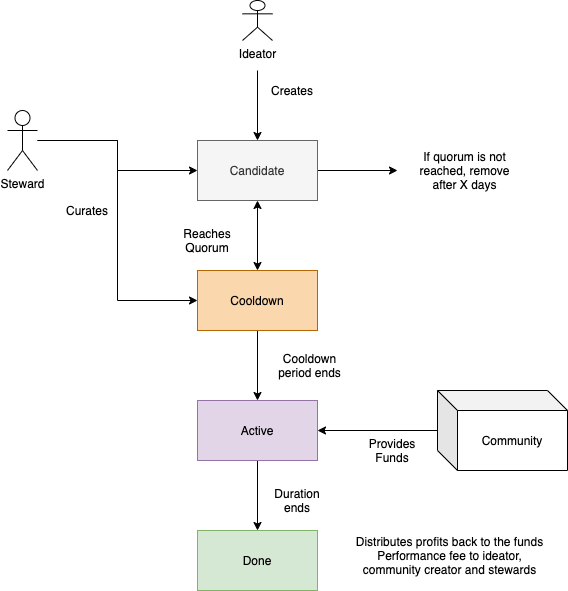 Ideator
Creates
Steward
Candidate
If quorum is not
reached, remove
after X days
Curates
Reaches
Quorum
Cooldown
Cooldown
period ends
Active
Provides
Funds
Community
Duration
ends
Done
Distributes profits back to the funds
Performance fee to ideator,
community creator and stewards